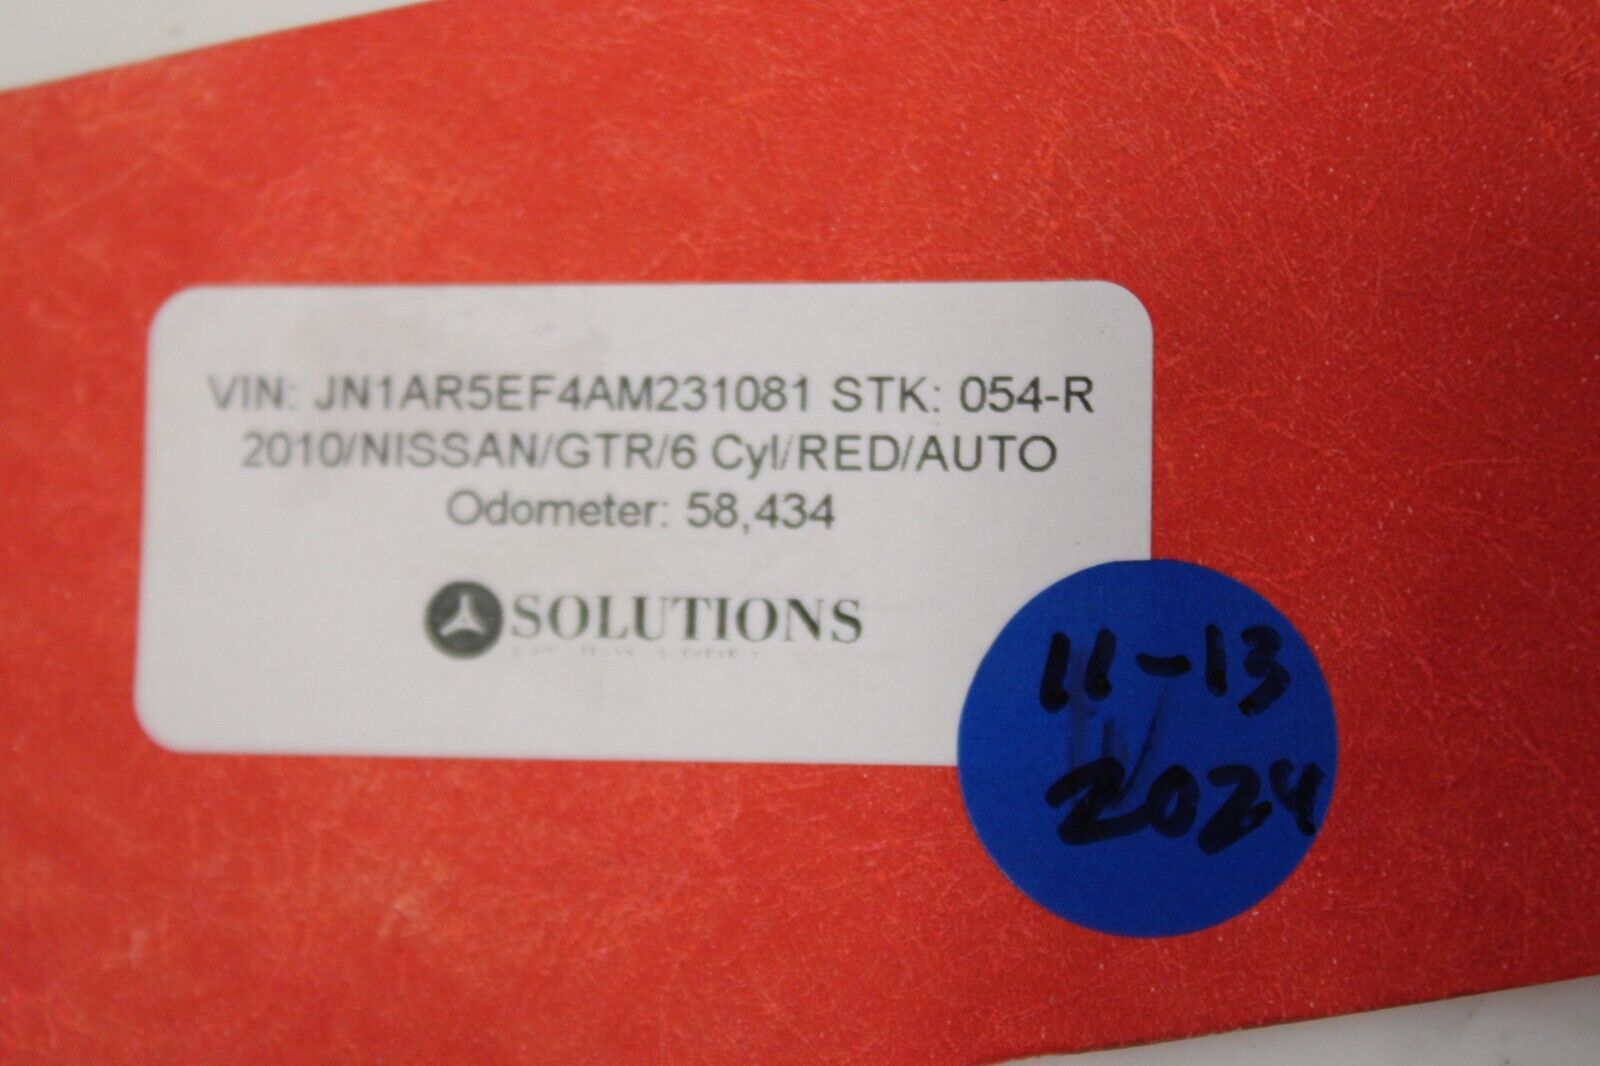 VIN: JN1AR5EF4AM231081 STK: 054-R
2010/NISSAN/GTR/6 Cyl/RED/AUTO
Odometer: 58,434
SOLUTIONS
11-13
2024